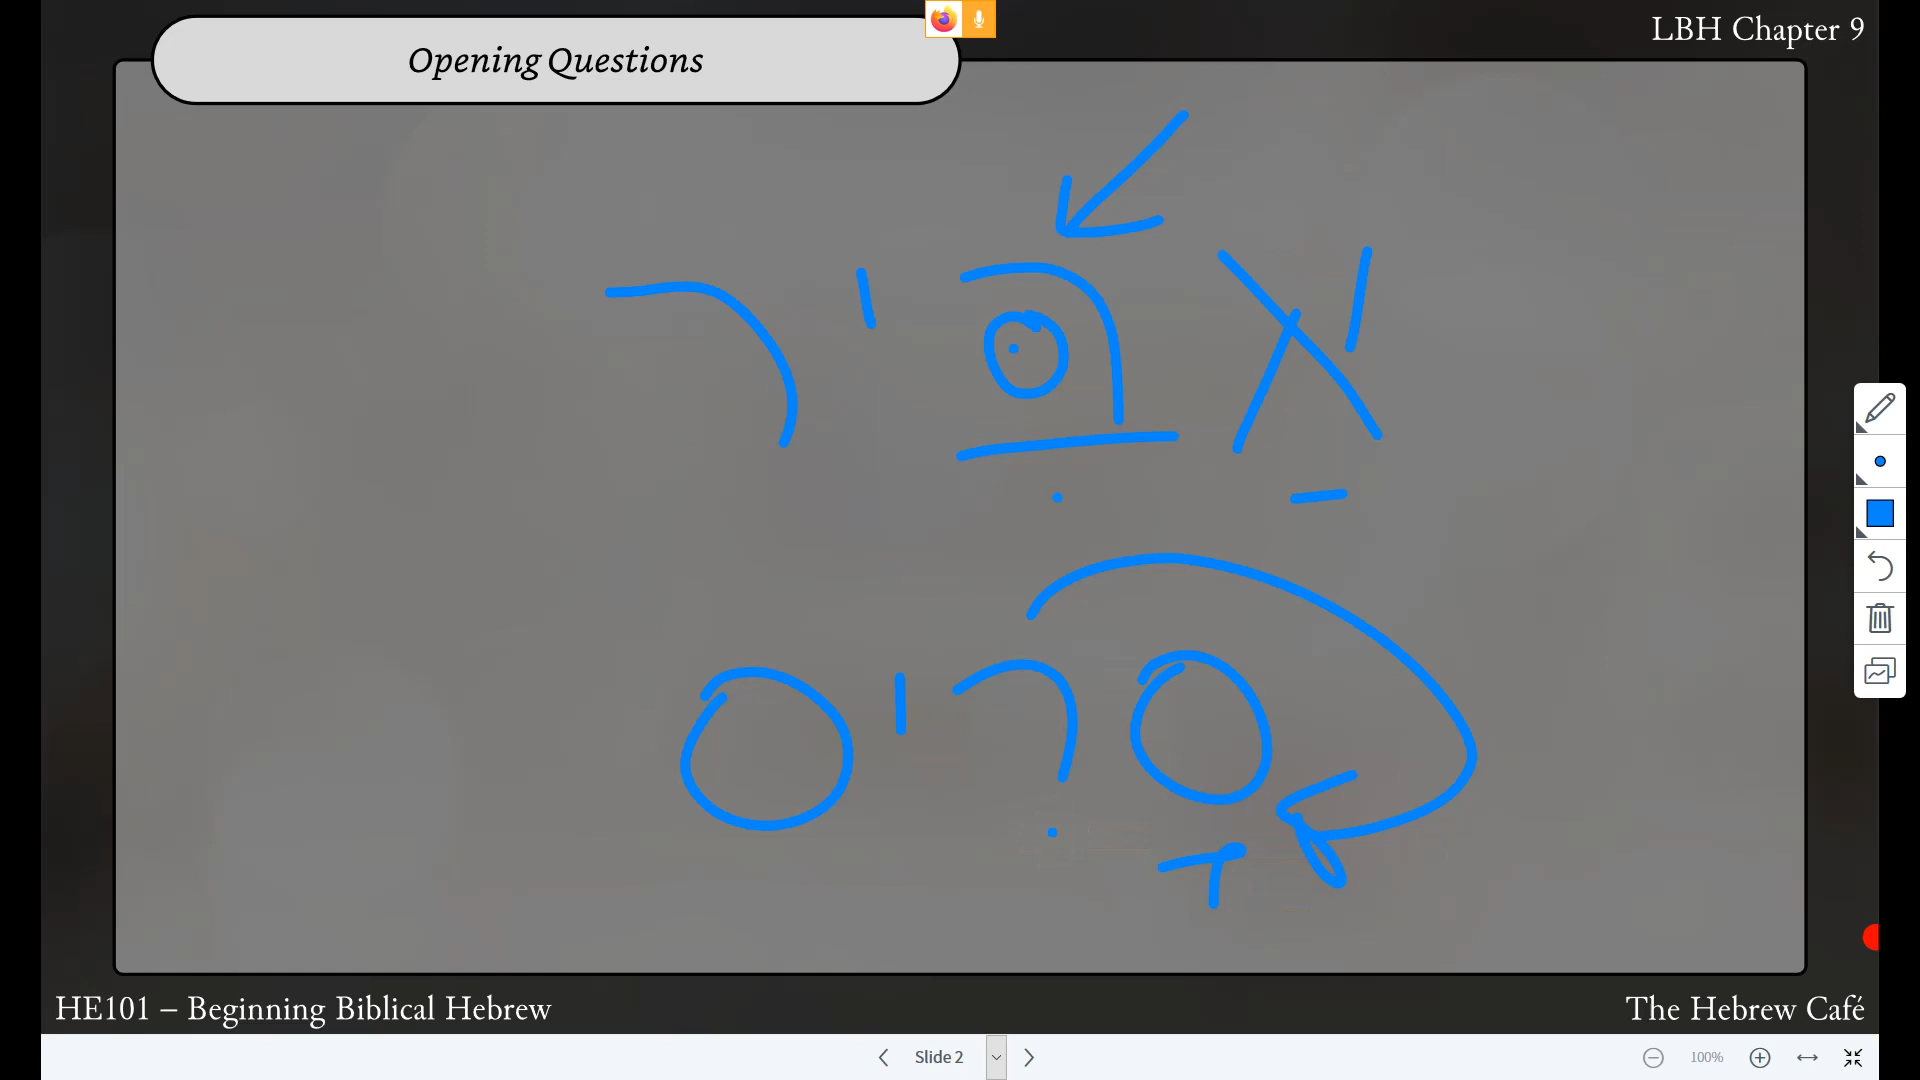 LBH Chapter 9
Opening Questions
אַבִּיר
סָרִיס
HE101 – Beginning Biblical Hebrew
The Hebrew Café
Slide 2
100%